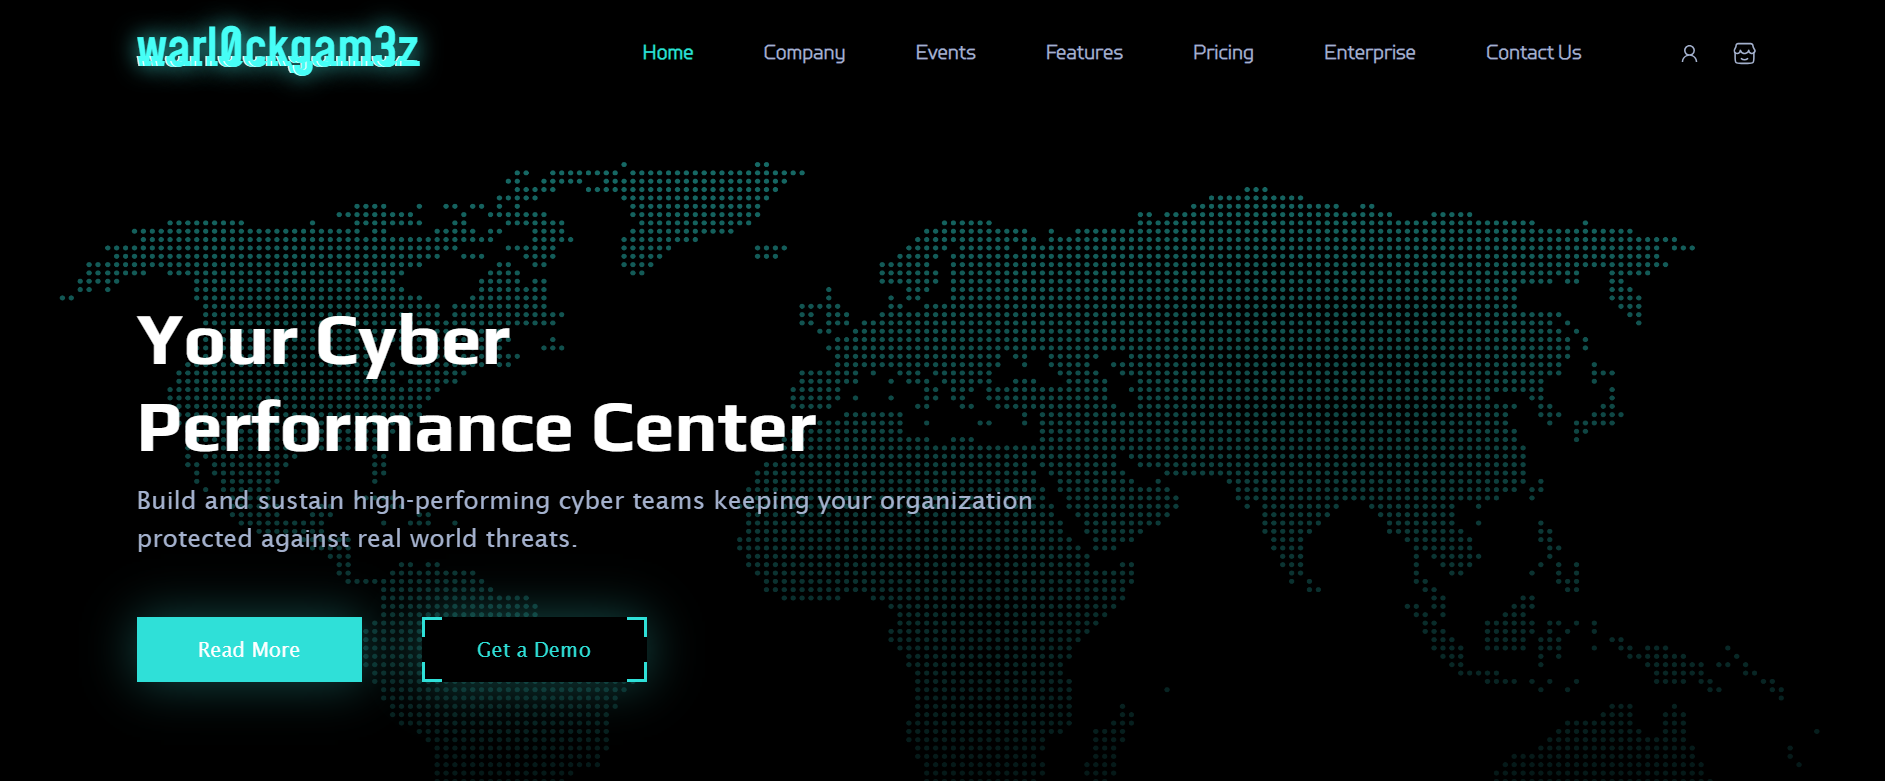 warl0ckgam3z
Home Company Events Features Pricing Enterprise Contact Us
Your Cyber
Performance Center
Build and sustain high-performing cyber teams keeping your organization
protected against real world threats.
Read More Get a Demo